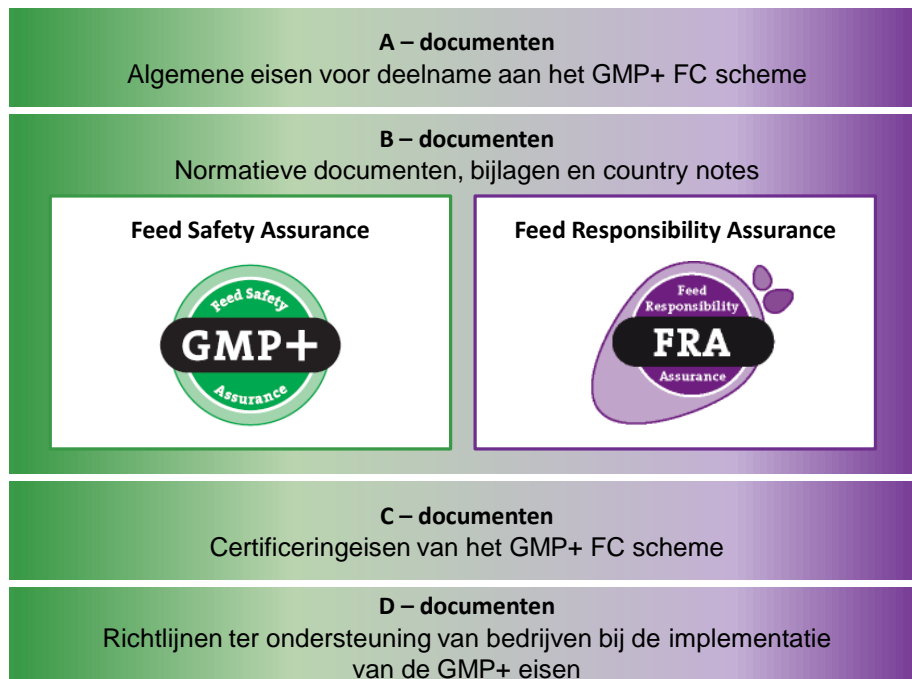 A – documenten
Algemene eisen voor deelname aan het GMP+ FC scheme
B – documenten
Normatieve documenten, bijlagen en country notes
Feed Safety Assurance
Feed Safety
GMP+
Assurance
Feed Responsibility Assurance
Feed
Responsibility
FRA
Assurance
C – documenten
Certificeringeisen van het GMP+ FC scheme
D – documenten
Richtlijnen ter ondersteuning van bedrijven bij de implementatie
van de GMP+ eisen